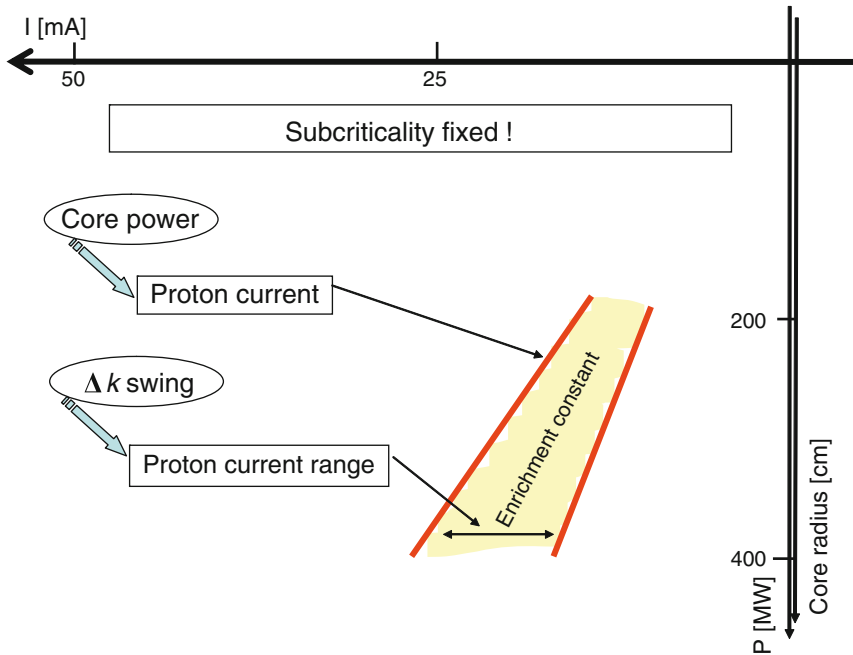 I [mA]
50
25
Subcriticality fixed !
Core power
Proton current
200
Δk swing
Enrichment constant
Proton current range
Core radius [cm]
400
P [MW]